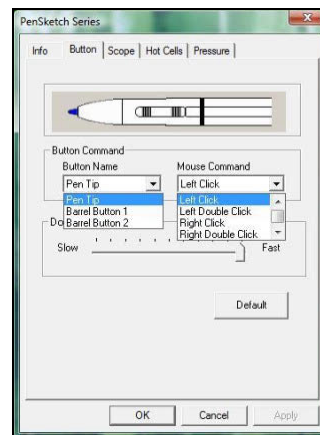 PenSketch Series
Info Button Scope Hot Cells Pressure
Button Command
Button Name Mouse Command
Pen Tip Left Click
Pen Tip Left Click
Barrel Button 1 Left Double Click
Do Barrel Button 2 Right Click
Right Double Click
Slow Fast
Default
OK Cancel Apply